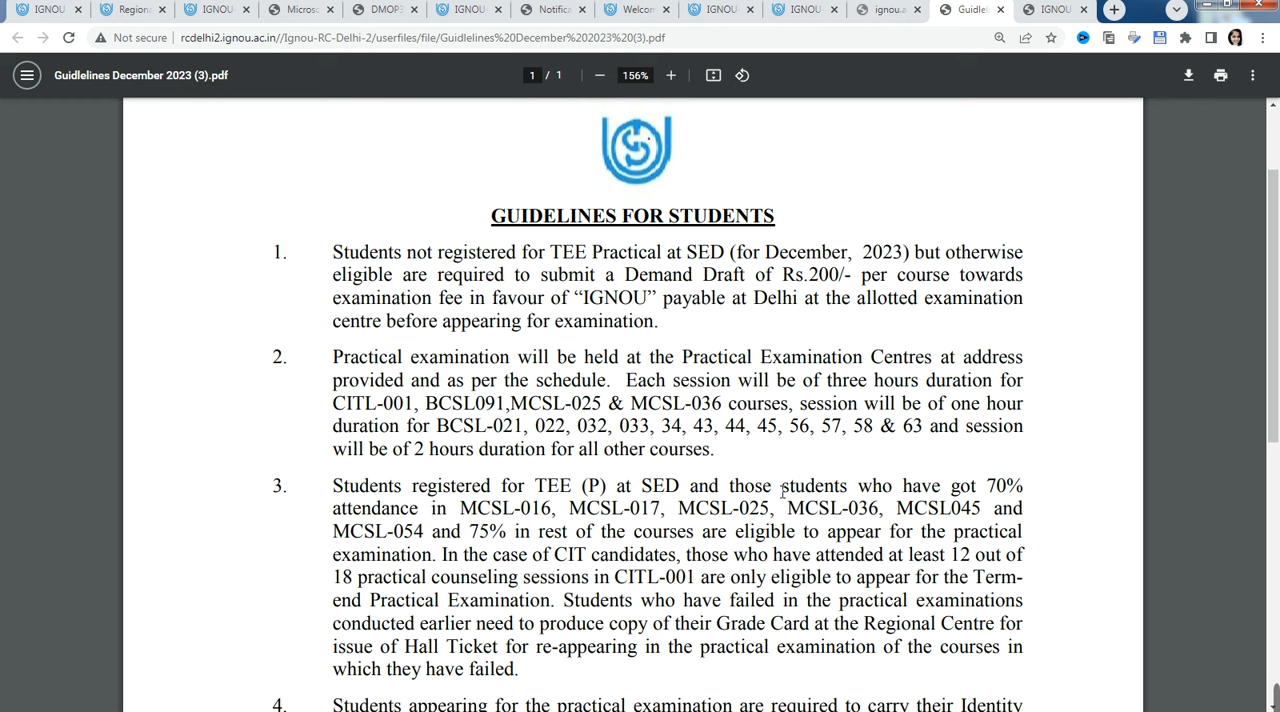 IGNOU
Region
IGNOU
Micros
DMOP
IGNOU
Notifica
Welcon
IGNOU
IGNOU
ignou.a
Guidel
IGNOU
Not secure
rcdelhi2.ignou.ac.in//Ignou-RC-Delhi-2/userfiles/file/Guidlelines%20December%202023%20(3).pdf
Guidlelines December 2023 (3).pdf
1 / 1
156%
GUIDELINES FOR STUDENTS
1. Students not registered for TEE Practical at SED (for December, 2023) but otherwise
eligible are required to submit a Demand Draft of Rs.200/- per course towards
examination fee in favour of “IGNOU” payable at Delhi at the allotted examination
centre before appearing for examination.
2. Practical examination will be held at the Practical Examination Centres at address
provided and as per the schedule. Each session will be of three hours duration for
CITL-001, BCSL091,MCSL-025 & MCSL-036 courses, session will be of one hour
duration for BCSL-021, 022, 032, 033, 34, 43, 44, 45, 56, 57, 58 & 63 and session
will be of 2 hours duration for all other courses.
3. Students registered for TEE (P) at SED and those students who have got 70%
attendance in MCSL-016, MCSL-017, MCSL-025, MCSL-036, MCSL045 and
MCSL-054 and 75% in rest of the courses are eligible to appear for the practical
examination. In the case of CIT candidates, those who have attended at least 12 out of
18 practical counseling sessions in CITL-001 are only eligible to appear for the Term-
end Practical Examination. Students who have failed in the practical examinations
conducted earlier need to produce copy of their Grade Card at the Regional Centre for
issue of Hall Ticket for re-appearing in the practical examination of the courses in
which they have failed.
4. Students appearing for the practical examination are required to carry their Identity